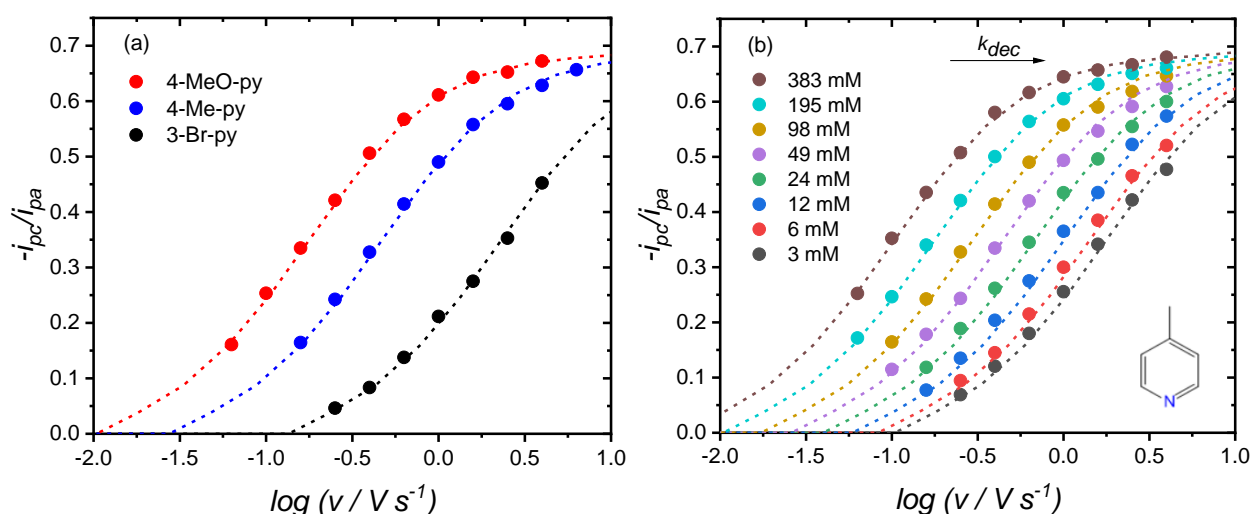 (a)
4-MeO-py
4-Me-py
3-Br-py
0.7
0.6
0.5
0.4
0.3
0.2
0.1
0.0
-2.0 -1.5 -1.0 -0.5 0.0 0.5 1.0
-i_pc/i_pa
log (v / V s⁻¹)
(b)
k_dec
383 mM
195 mM
98 mM
49 mM
24 mM
12 mM
6 mM
3 mM
0.7
0.6
0.5
0.4
0.3
0.2
0.1
0.0
-2.0 -1.5 -1.0 -0.5 0.0 0.5 1.0
-i_pc/i_pa
log (v / V s⁻¹)
N